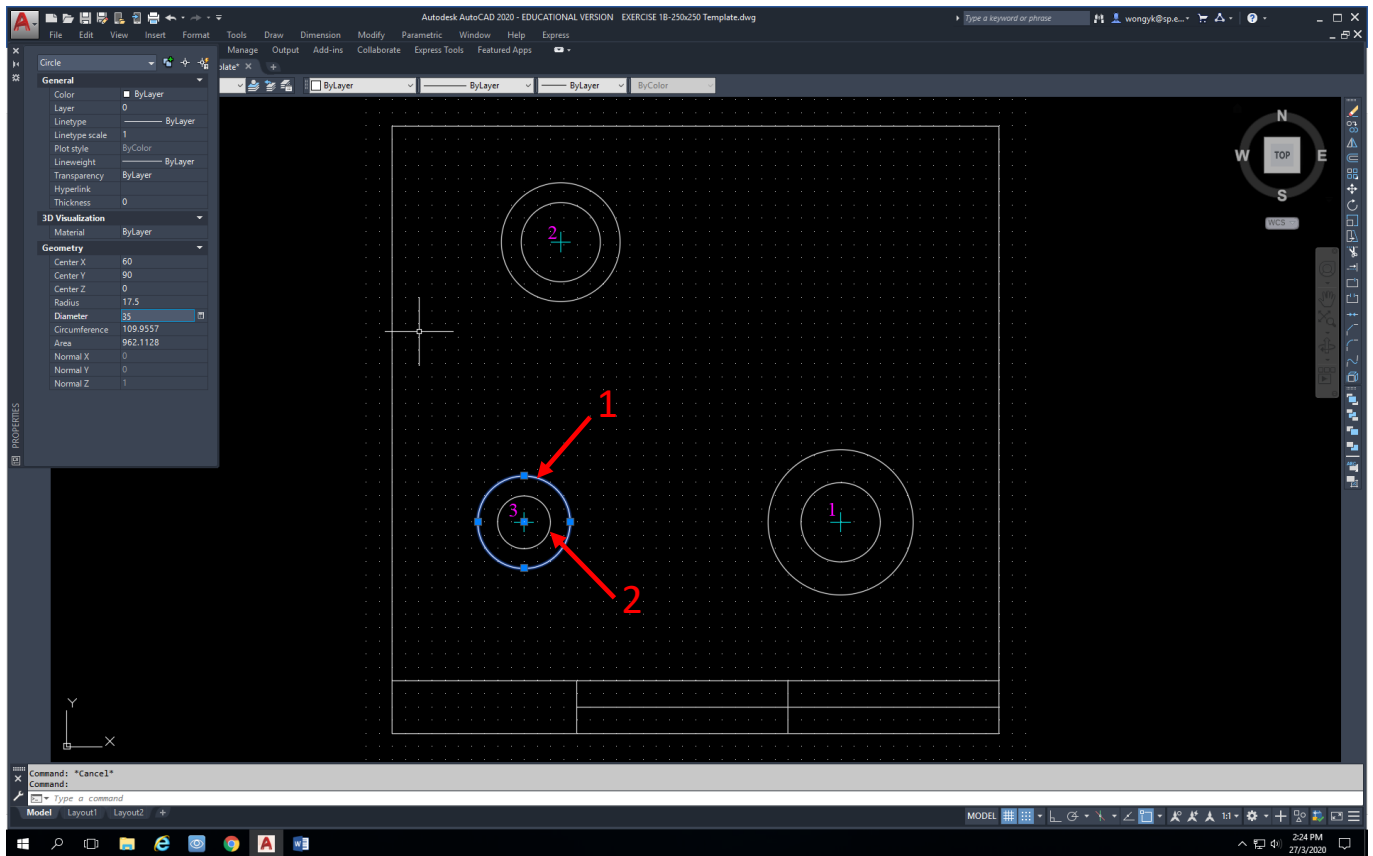 Autodesk AutoCAD 2020 - EDUCATIONAL VERSION EXERCISE 1B-250x250 Template.dwg
Type a keyword or phrase
wongyk@sp.e...
File Edit View Insert Format Tools Draw Dimension Modify Parametric Window Help Express
Manage Output Add-ins Collaborate Express Tools Featured Apps
Circle
plate*
ByLayer ByLayer ByLayer ByColor
General
Color ByLayer
Layer 0
Linetype ByLayer
Linetype scale 1
Plot style ByColor
Lineweight ByLayer
Transparency ByLayer
Hyperlink
Thickness 0
3D Visualization
Material ByLayer
Geometry
Center X 60
Center Y 90
Center Z 0
Radius 17.5
Diameter 35
Circumference 109.9557
Area 962.1128
Normal X 0
Normal Y 0
Normal Z 1
PROPERTIES
N
W TOP E
S
WCS
2
1
3
1
2
Y
X
Command: *Cancel*
Command:
Type a command
Model Layout1 Layout2 +
MODEL 1:1
2:24 PM
27/3/2020